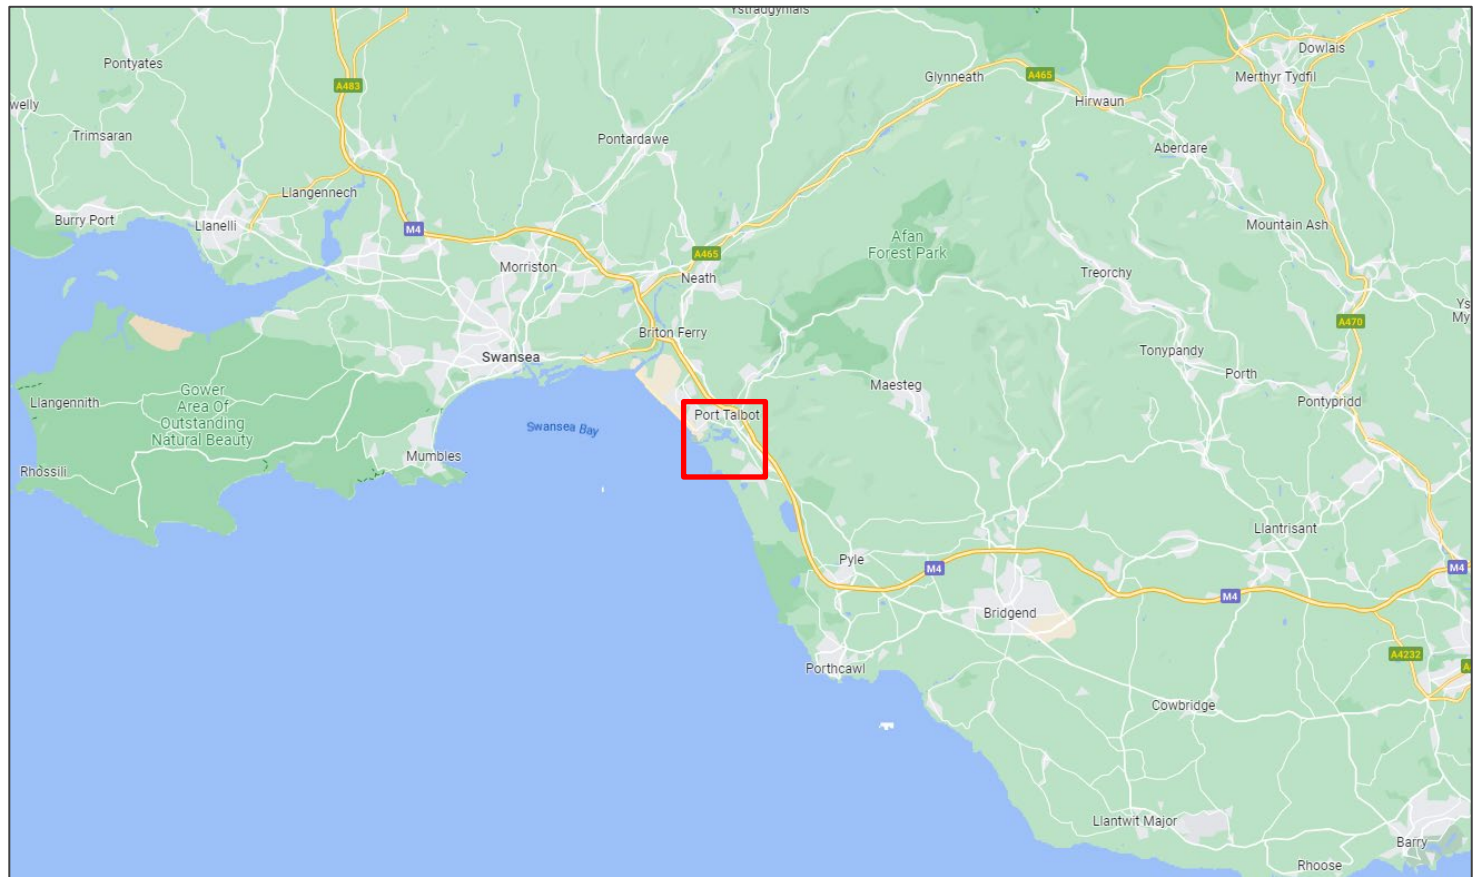 Ystradgynlais
Dowlais
Pontyates
Glynneath
A465
Merthyr Tydfil
A483
Hirwaun
welly
Trimsaran
Pontardawe
Aberdare
Llangennech
Burry Port
Llanelli
M4
Mountain Ash
Afan
Forest Park
A465
Morriston
Neath
Treorchy
Ys
My
A470
Briton Ferry
Swansea
Tonypandy
Porth
Maesteg
Gower
Area Of
Outstanding
Natural Beauty
Llangennith
Pontypridd
Port Talbot
Swansea Bay
Mumbles
Rhossili
Llantrisant
Pyle
M4
M4
M4
Bridgend
A4232
A
Porthcawl
Cowbridge
Llantwit Major
Barry
Rhoose